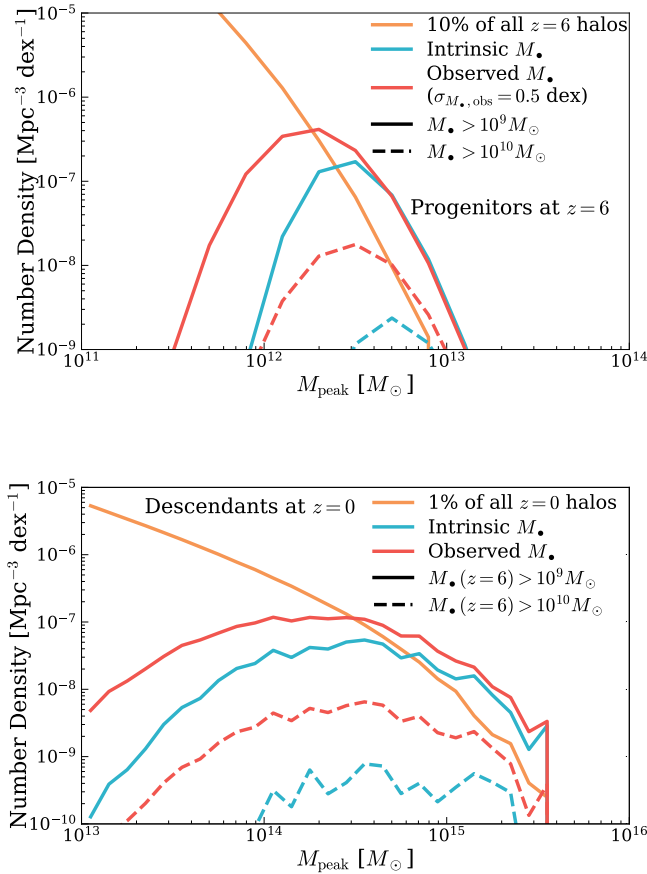 10% of all z = 6 halos
Intrinsic M•
Observed M•
(σM•,obs = 0.5 dex)
M• > 10⁹M⊙
M• > 10¹⁰M⊙
Progenitors at z = 6
Number Density [Mpc⁻³ dex⁻¹]
10⁻⁵
10⁻⁶
10⁻⁷
10⁻⁸
10⁻⁹
10¹¹
10¹²
10¹³
10¹⁴
Mpeak [M⊙]
Descendants at z = 0
1% of all z = 0 halos
Intrinsic M•
Observed M•
M•(z = 6) > 10⁹M⊙
M•(z = 6) > 10¹⁰M⊙
Number Density [Mpc⁻³ dex⁻¹]
10⁻⁵
10⁻⁶
10⁻⁷
10⁻⁸
10⁻⁹
10⁻¹⁰
10¹³
10¹⁴
10¹⁵
10¹⁶
Mpeak [M⊙]